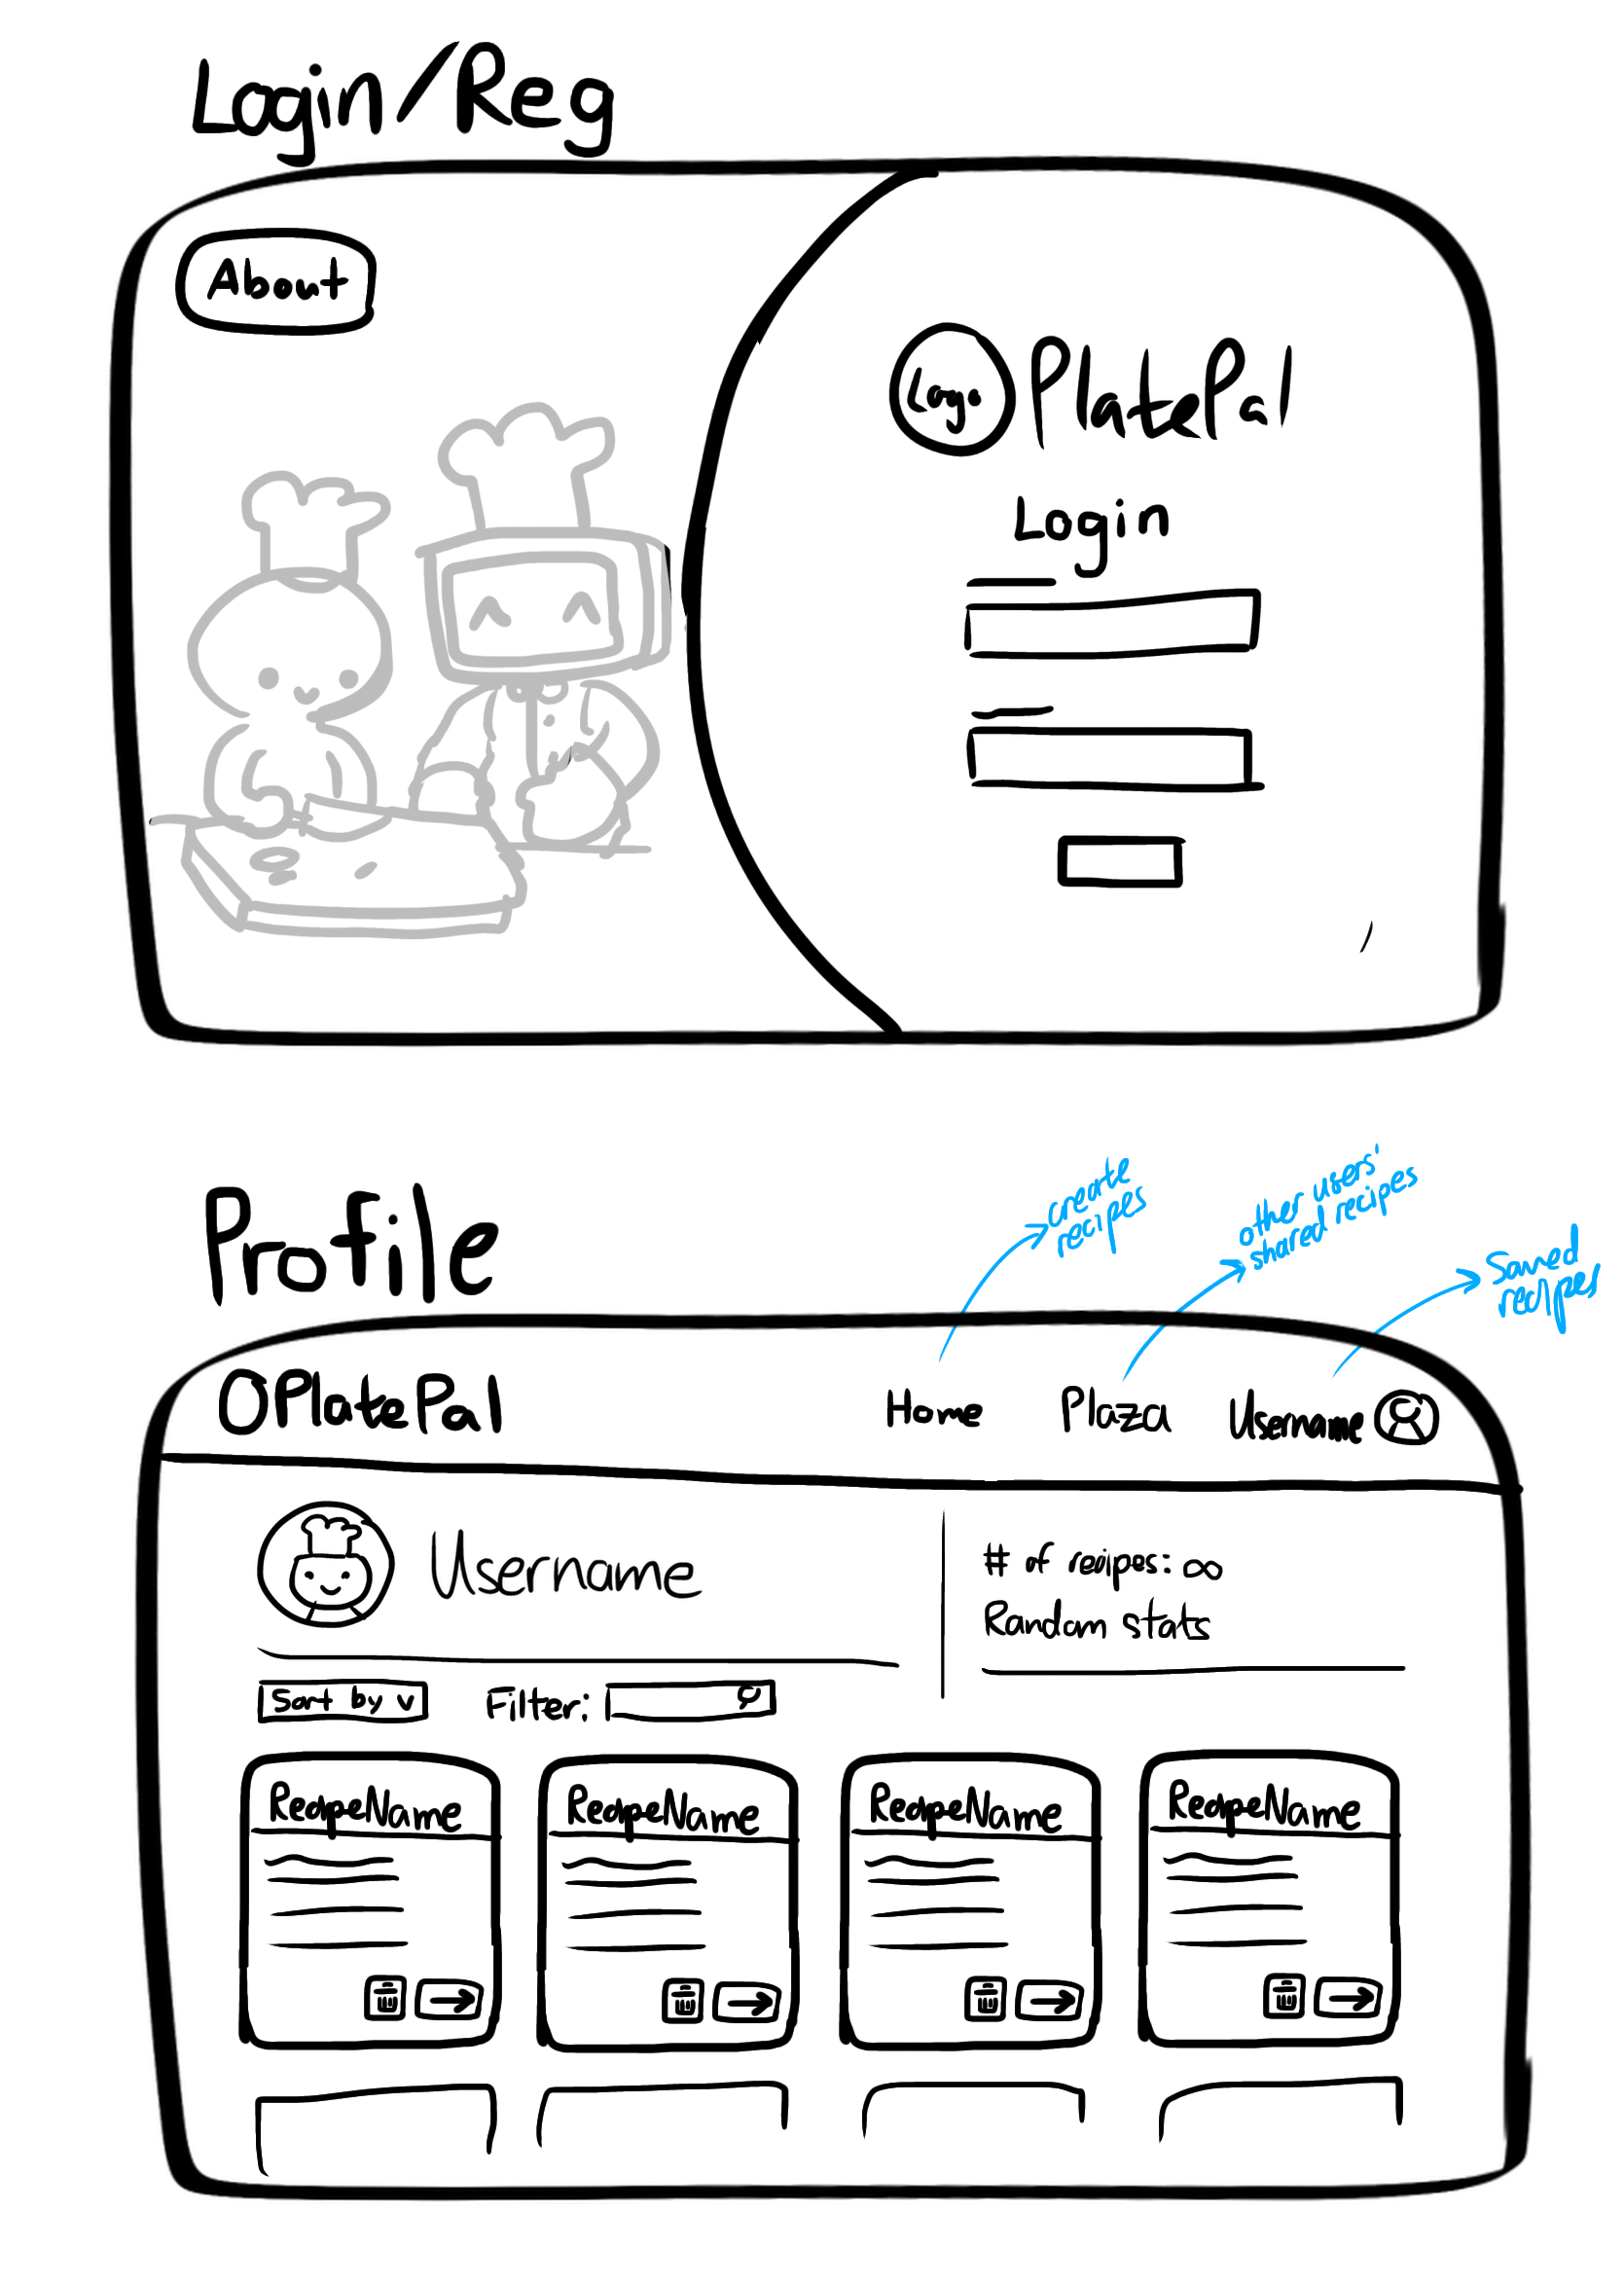 Login/Reg
About
Logo PlatePal
Login
create
recipes
other users'
shared recipes
Saved
recipes
Profile
OPlatePal Home Plaza Username
Username
# of recipes: ∞
Random stats
Sort by v Filter:
RecipeName RecipeName RecipeName RecipeName